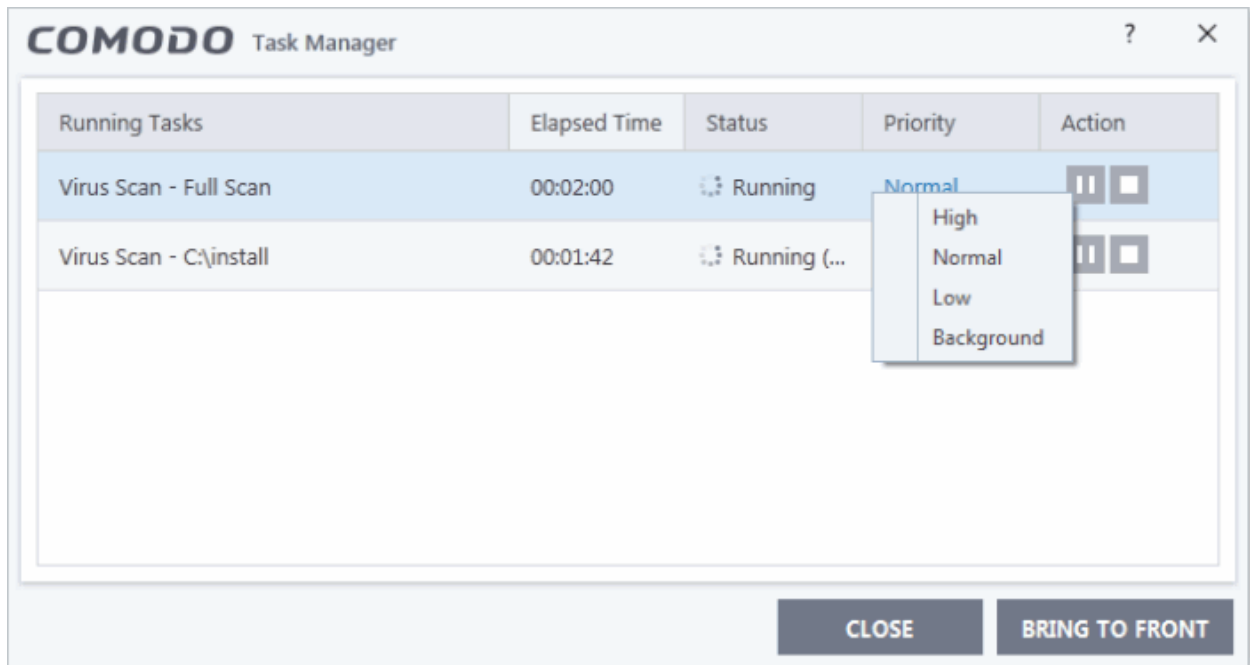 COMODO Task Manager ? ×
Running Tasks Elapsed Time Status Priority Action
Virus Scan - Full Scan 00:02:00 Running Normal
High
Virus Scan - C:\install 00:01:42 Running (... Normal
Low
Background
CLOSE BRING TO FRONT